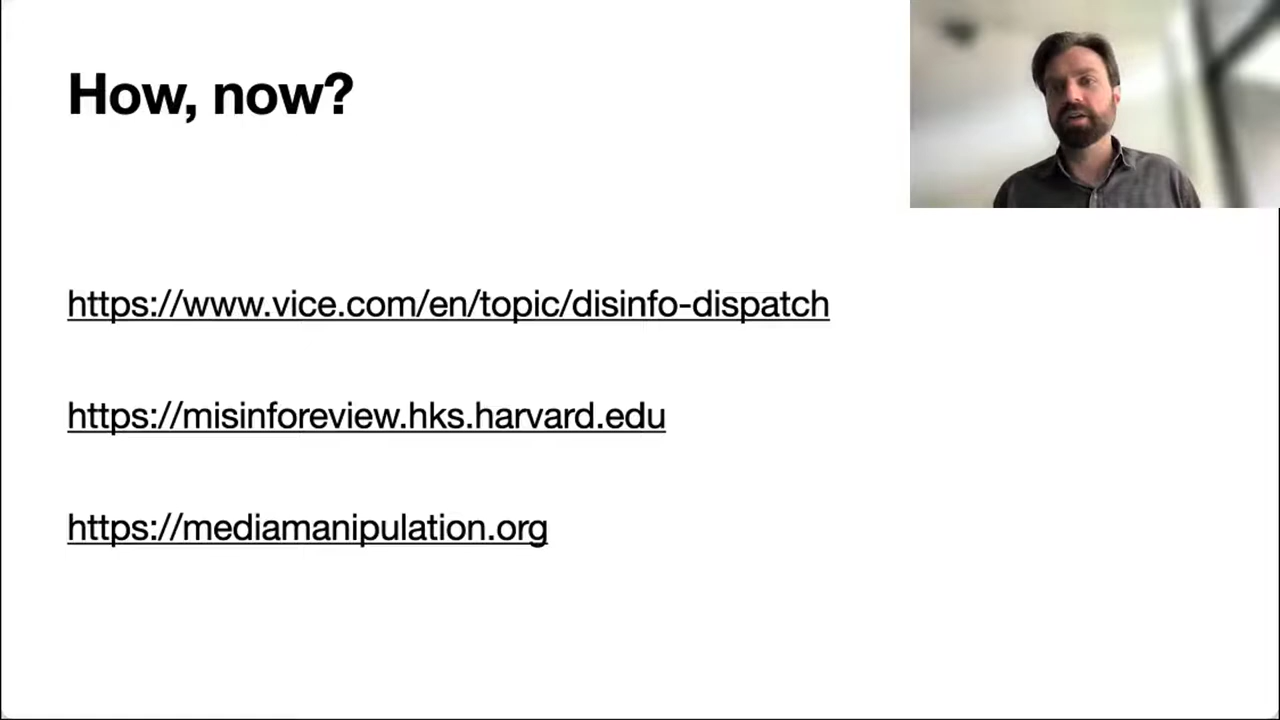 How, now?
https://www.vice.com/en/topic/disinfo-dispatch
https://misinforeview.hks.harvard.edu
https://mediamanipulation.org